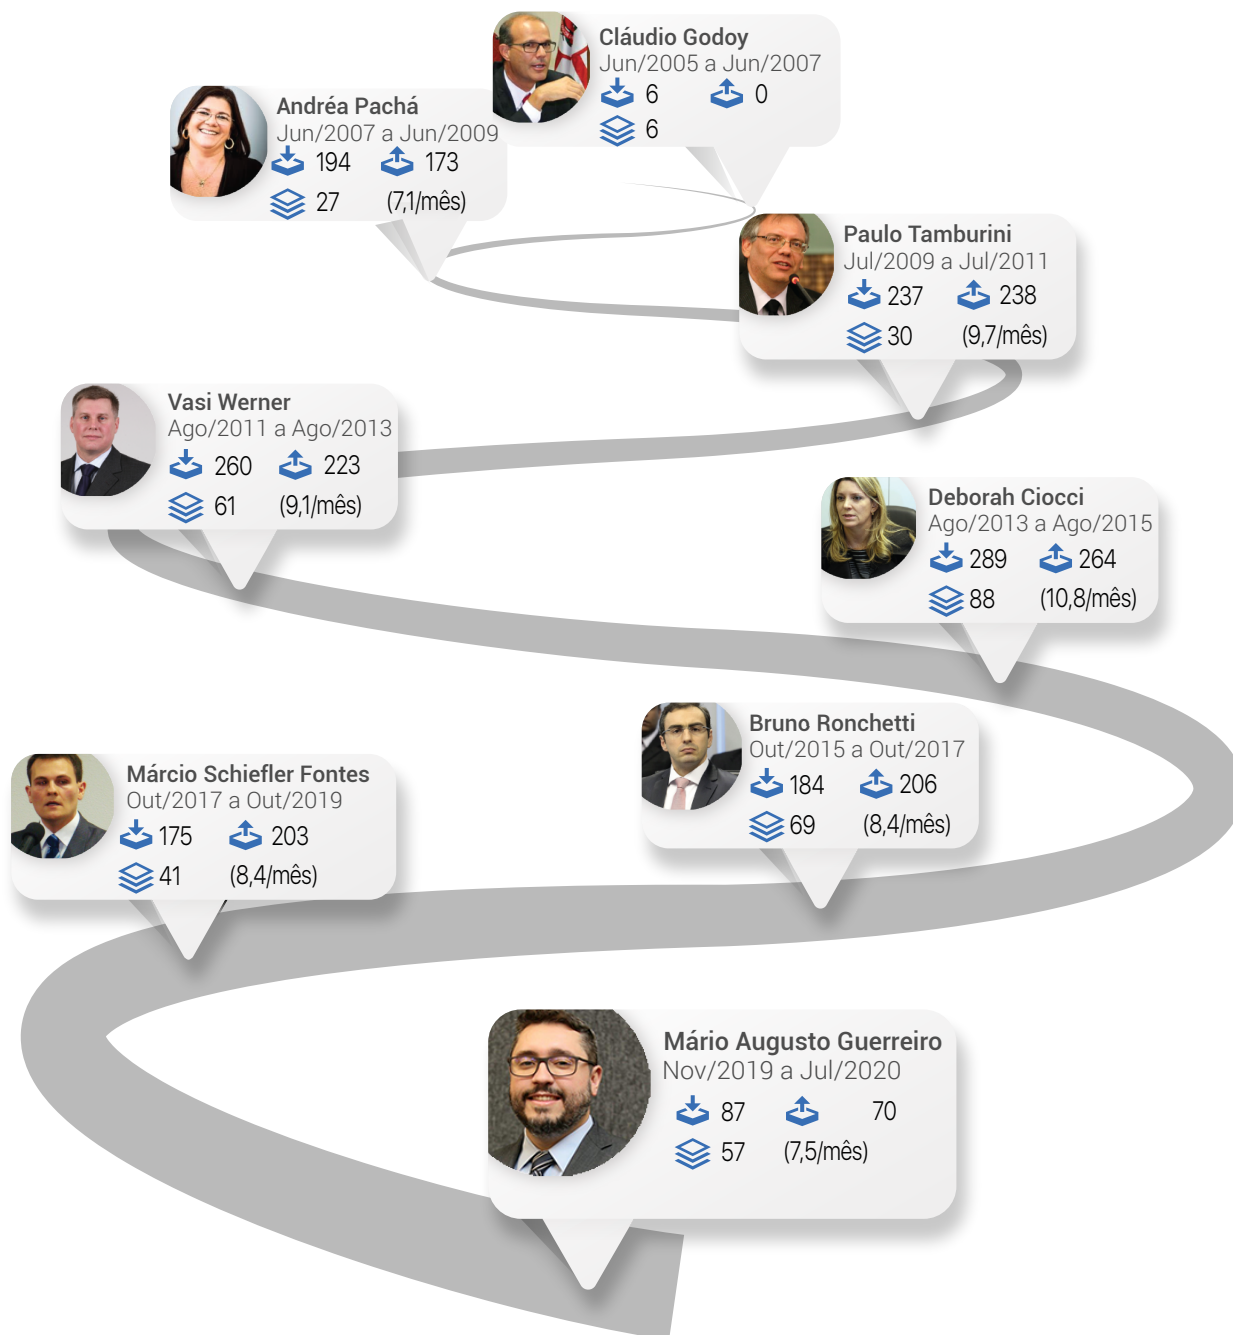 Cláudio Godoy
Jun/2005 a Jun/2007
6 0
6
Andréa Pachá
Jun/2007 a Jun/2009
194 173
27 (7,1/mês)
Paulo Tamburini
Jul/2009 a Jul/2011
237 238
30 (9,7/mês)
Vasi Werner
Ago/2011 a Ago/2013
260 223
61 (9,1/mês)
Deborah Ciocci
Ago/2013 a Ago/2015
289 264
88 (10,8/mês)
Bruno Ronchetti
Out/2015 a Out/2017
184 206
69 (8,4/mês)
Márcio Schiefler Fontes
Out/2017 a Out/2019
175 203
41 (8,4/mês)
Mário Augusto Guerreiro
Nov/2019 a Jul/2020
87 70
57 (7,5/mês)